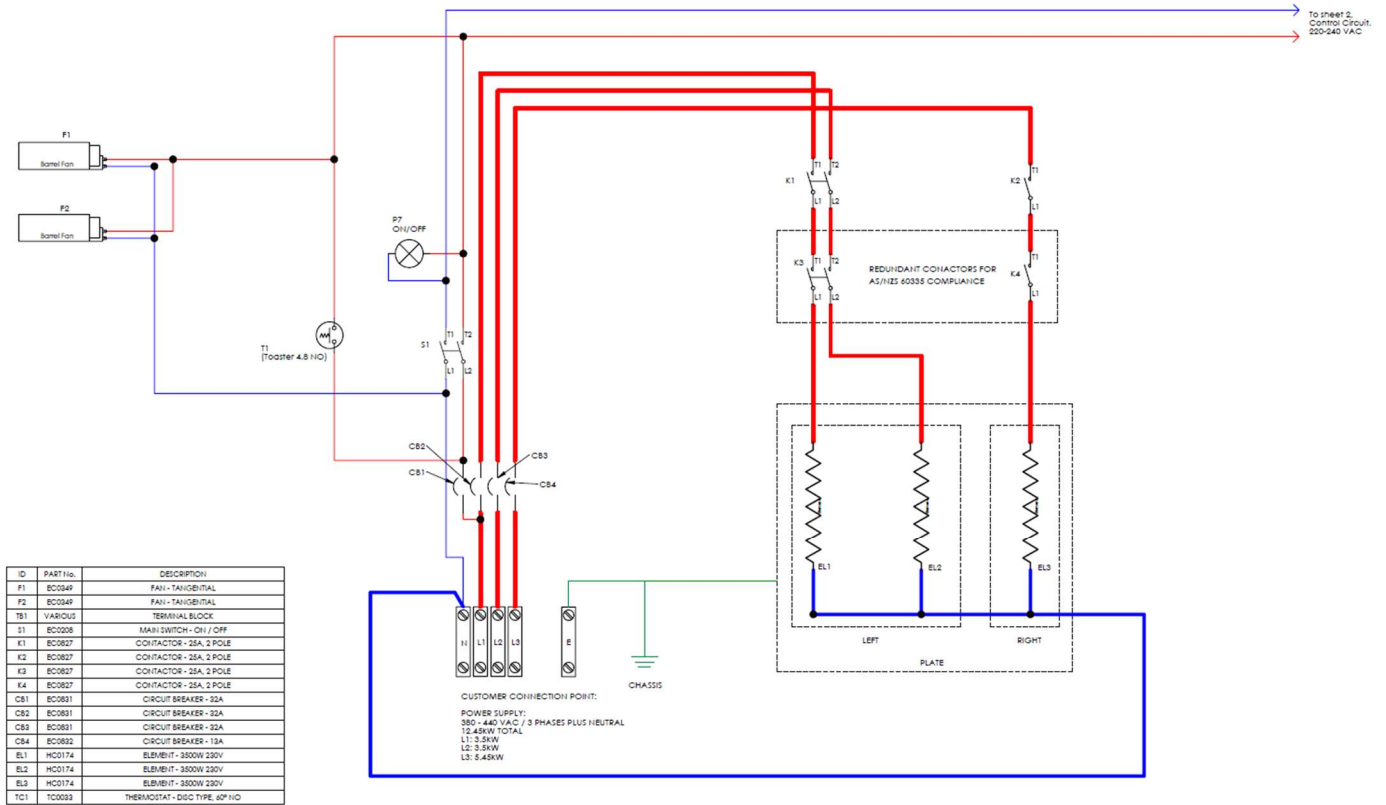 To sheet 2,
Control Circuit.
220-240 VAC
F1
Barrel Fan
F2
Barrel Fan
P7
ON/OFF
T1
(Toaster 4.8 NO)
S1
T1
T2
L1
L2
K1
T1
T2
L1
L2
K2
T1
L1
K3
T1
T2
L1
L2
REDUNDANT CONACTORS FOR
AS/NZS 60335 COMPLIANCE
K4
T1
L1
CB2
CB1
CB3
CB4
EL1
EL2
EL3
LEFT
RIGHT
PLATE
N
L1
L2
L3
E
CHASSIS
CUSTOMER CONNECTION POINT:
POWER SUPPLY:
380 - 440 VAC / 3 PHASES PLUS NEUTRAL
12.45kW TOTAL
L1: 3.5kW
L2: 3.5kW
L3: 5.45kW
ID PART No. DESCRIPTION
F1 EC0349 FAN - TANGENTIAL
F2 EC0349 FAN - TANGENTIAL
TB1 VARIOUS TERMINAL BLOCK
S1 EC0208 MAIN SWITCH - ON / OFF
K1 EC0827 CONTACTOR - 25A, 2 POLE
K2 EC0827 CONTACTOR - 25A, 2 POLE
K3 EC0827 CONTACTOR - 25A, 2 POLE
K4 EC0827 CONTACTOR - 25A, 2 POLE
CB1 EC0831 CIRCUIT BREAKER - 32A
CB2 EC0831 CIRCUIT BREAKER - 32A
CB3 EC0831 CIRCUIT BREAKER - 32A
CB4 EC0832 CIRCUIT BREAKER - 13A
EL1 HC0174 ELEMENT - 3500W 230V
EL2 HC0174 ELEMENT - 3500W 230V
EL3 HC0174 ELEMENT - 3500W 230V
TC1 TC0033 THERMOSTAT - DISC TYPE, 60° NO